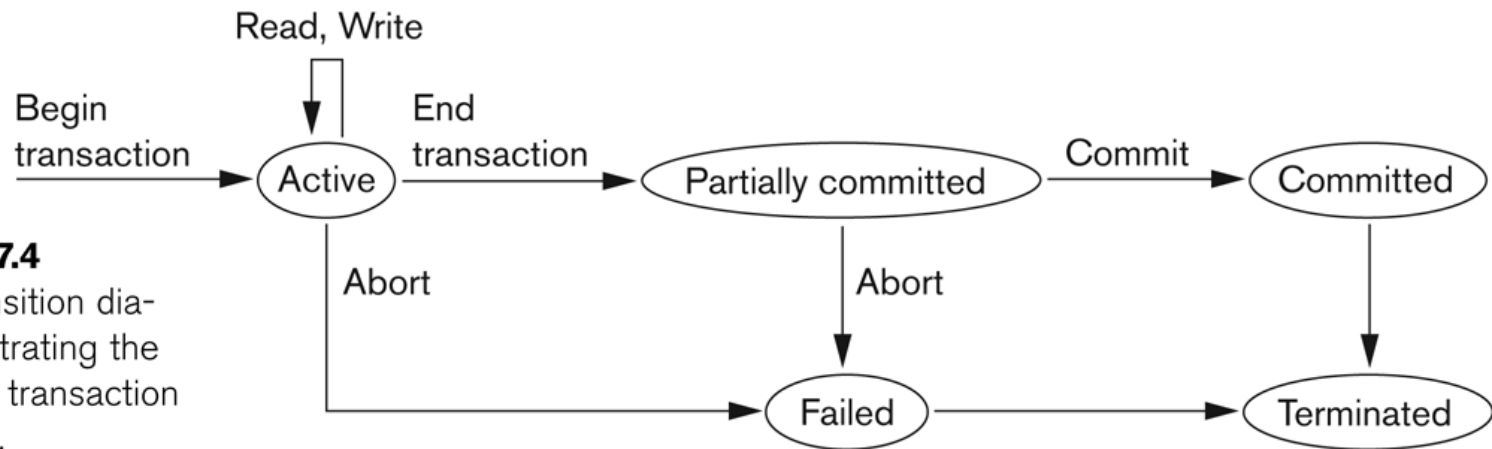 Read, Write
Begin
transaction
End
transaction
Active
Partially committed
Commit
Committed
7.4
nsition dia-
trating the
transaction
.
Abort
Abort
Failed
Terminated